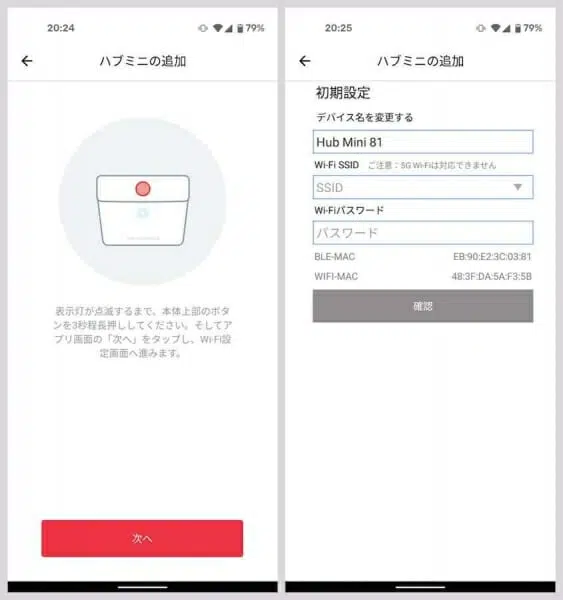 20:24
79%
ハブミニの追加
表示灯が点滅するまで、本体上部のボタ
ンを3秒程長押ししてください。そしてア
プリ画面の「次へ」をタップし、Wi-Fi設
定画面へ進みます。
次へ
20:25
79%
ハブミニの追加
初期設定
デバイス名を変更する
Hub Mini 81
Wi-Fi SSID ご注意：5G Wi-Fiは対応できません
SSID
Wi-Fiパスワード
パスワード
BLE-MAC EB:90:E2:3C:03:81
WIFI-MAC 48:3F:DA:5A:F3:5B
確認